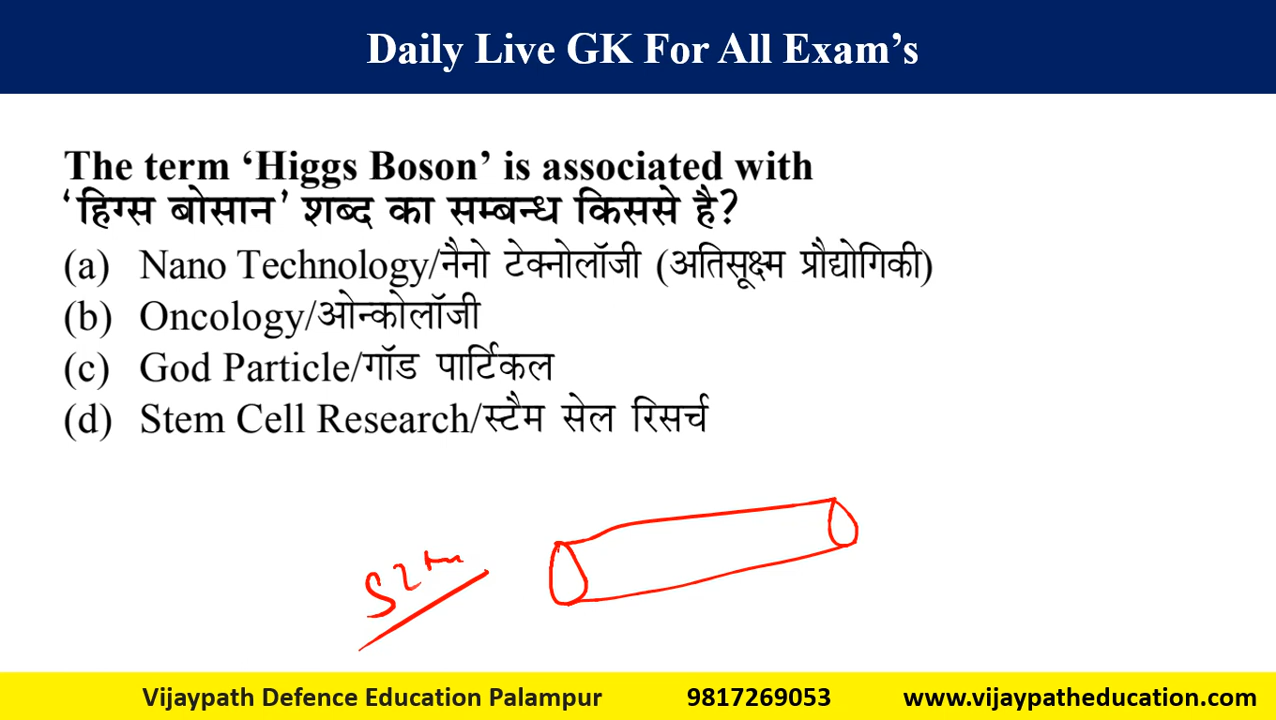 Daily Live GK For All Exam’s
The term ‘Higgs Boson’ is associated with
‘हिग्स बोसान’ शब्द का सम्बन्ध किससे है?
(a) Nano Technology/नैनो टेक्नोलॉजी (अतिसूक्ष्म प्रौद्योगिकी)
(b) Oncology/ओन्कोलॉजी
(c) God Particle/गॉड पार्टिकल
(d) Stem Cell Research/स्टैम सेल रिसर्च
Vijaypath Defence Education Palampur 9817269053 www.vijaypatheducation.com